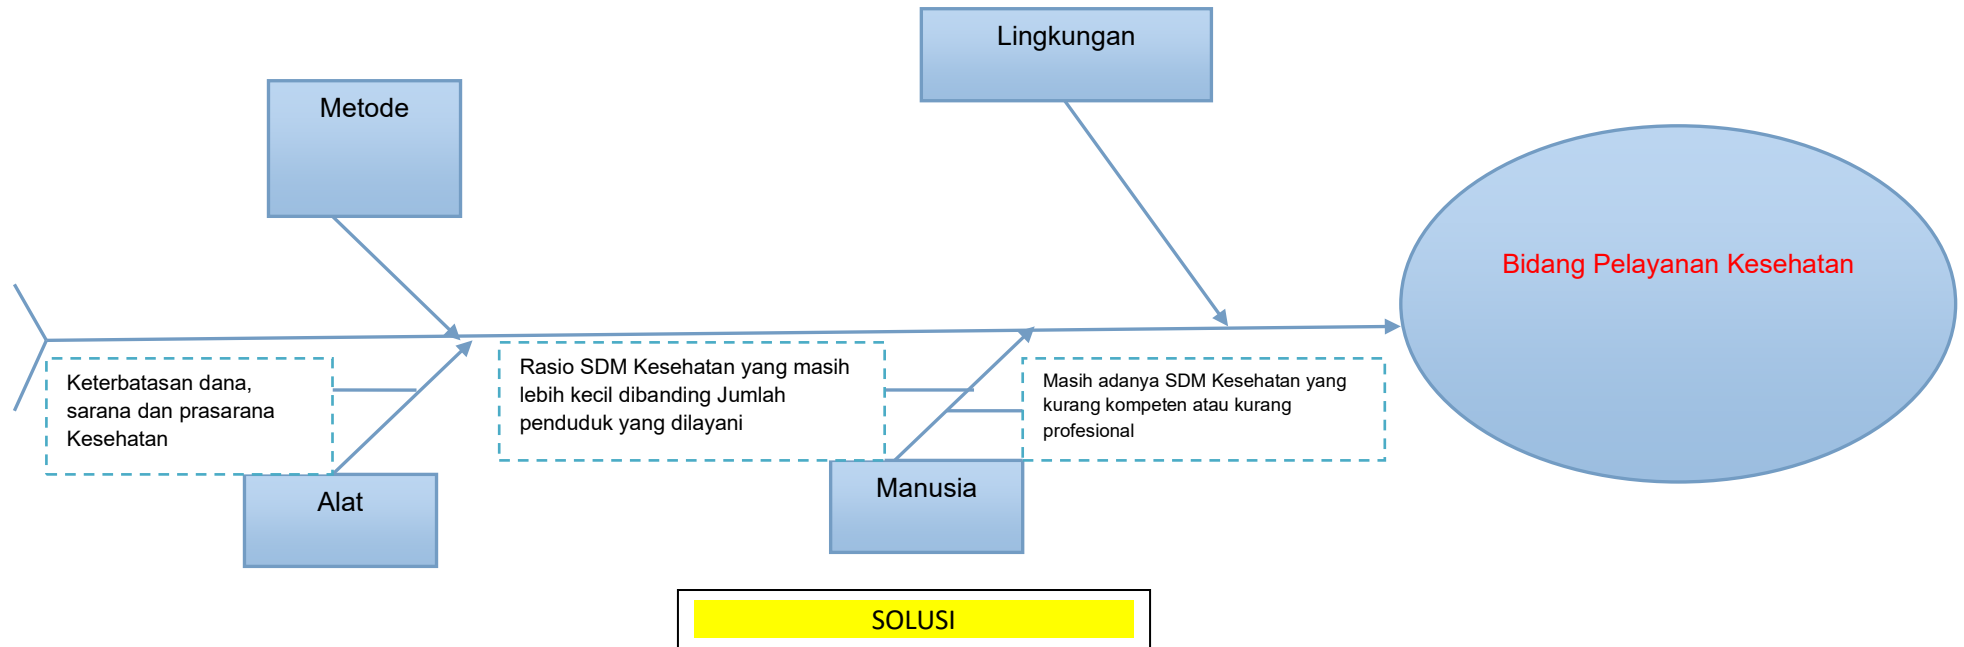 Lingkungan
Metode
Bidang Pelayanan Kesehatan
Keterbatasan dana,
sarana dan prasarana
Kesehatan
Rasio SDM Kesehatan yang masih
lebih kecil dibanding Jumlah
penduduk yang dilayani
Masih adanya SDM Kesehatan yang
kurang kompeten atau kurang
profesional
Alat
Manusia
SOLUSI